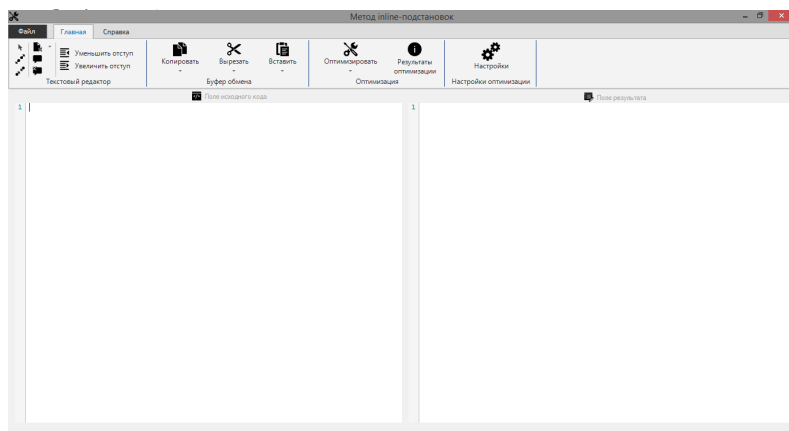 Метод inline-подстановок
Файл Главная Справка
Уменьшить отступ
Увеличить отступ
Текстовый редактор
Копировать Вырезать Вставить
Буфер обмена
Оптимизировать Результаты оптимизации
Оптимизация
Настройки
Настройки оптимизации
Поле исходного кода
Поле результата
1
1